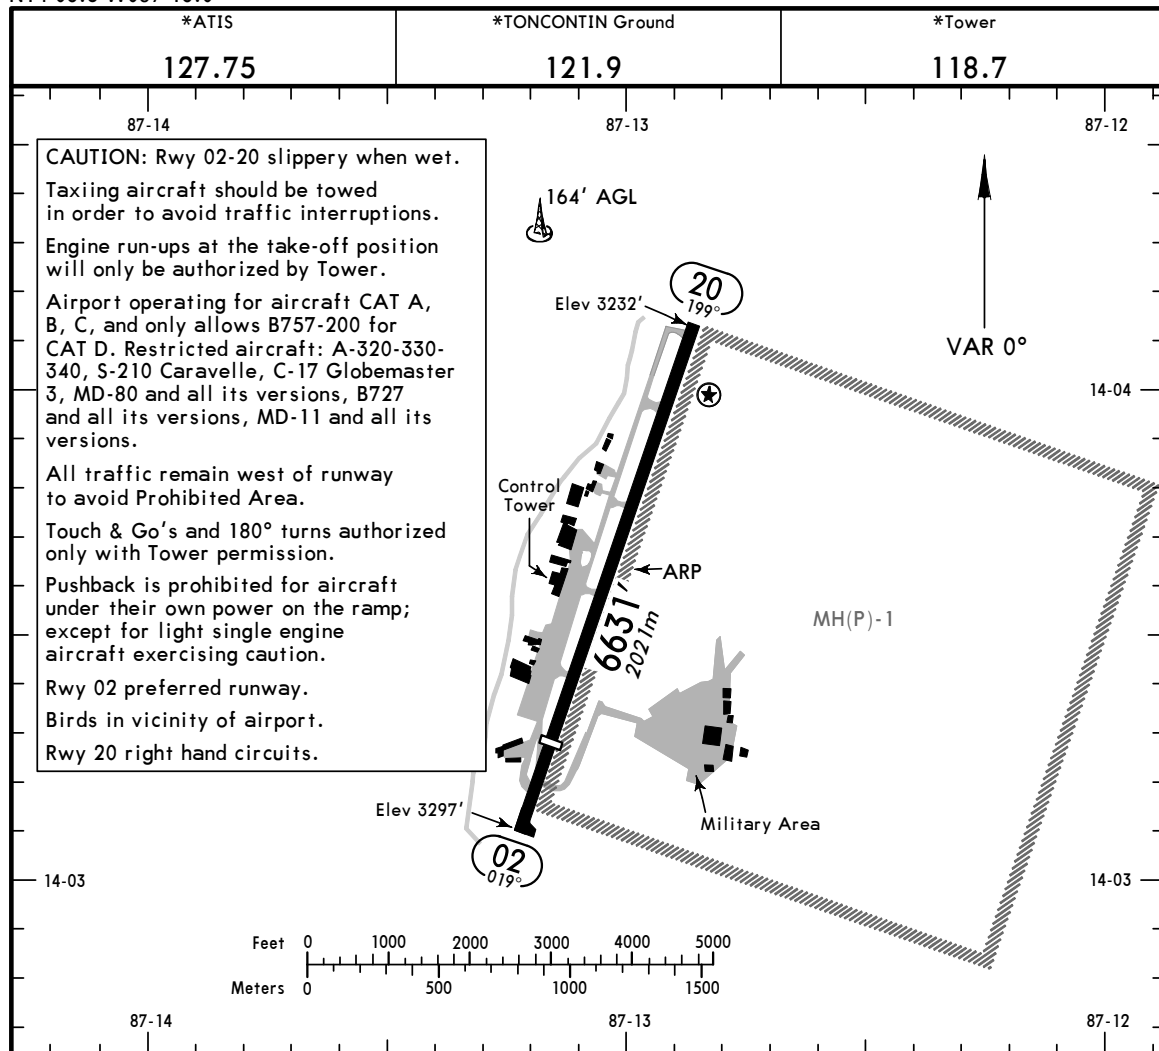 *ATIS
127.75
*TONCONTIN Ground
121.9
*Tower
118.7
87-14
87-13
87-12
CAUTION: Rwy 02-20 slippery when wet.
Taxiing aircraft should be towed
in order to avoid traffic interruptions.
Engine run-ups at the take-off position
will only be authorized by Tower.
Airport operating for aircraft CAT A,
B, C, and only allows B757-200 for
CAT D. Restricted aircraft: A-320-330-
340, S-210 Caravelle, C-17 Globemaster
3, MD-80 and all its versions, B727
and all its versions, MD-11 and all its
versions.
All traffic remain west of runway
to avoid Prohibited Area.
Touch & Go's and 180° turns authorized
only with Tower permission.
Pushback is prohibited for aircraft
under their own power on the ramp;
except for light single engine
aircraft exercising caution.
Rwy 02 preferred runway.
Birds in vicinity of airport.
Rwy 20 right hand circuits.
164' AGL
20
199°
Elev 3232'
VAR 0°
14-04
Control
Tower
ARP
6631'
2021m
MH(P)-1
Elev 3297'
Military Area
02
019°
14-03
14-03
Feet 0 1000 2000 3000 4000 5000
Meters 0 500 1000 1500
87-14
87-13
87-12